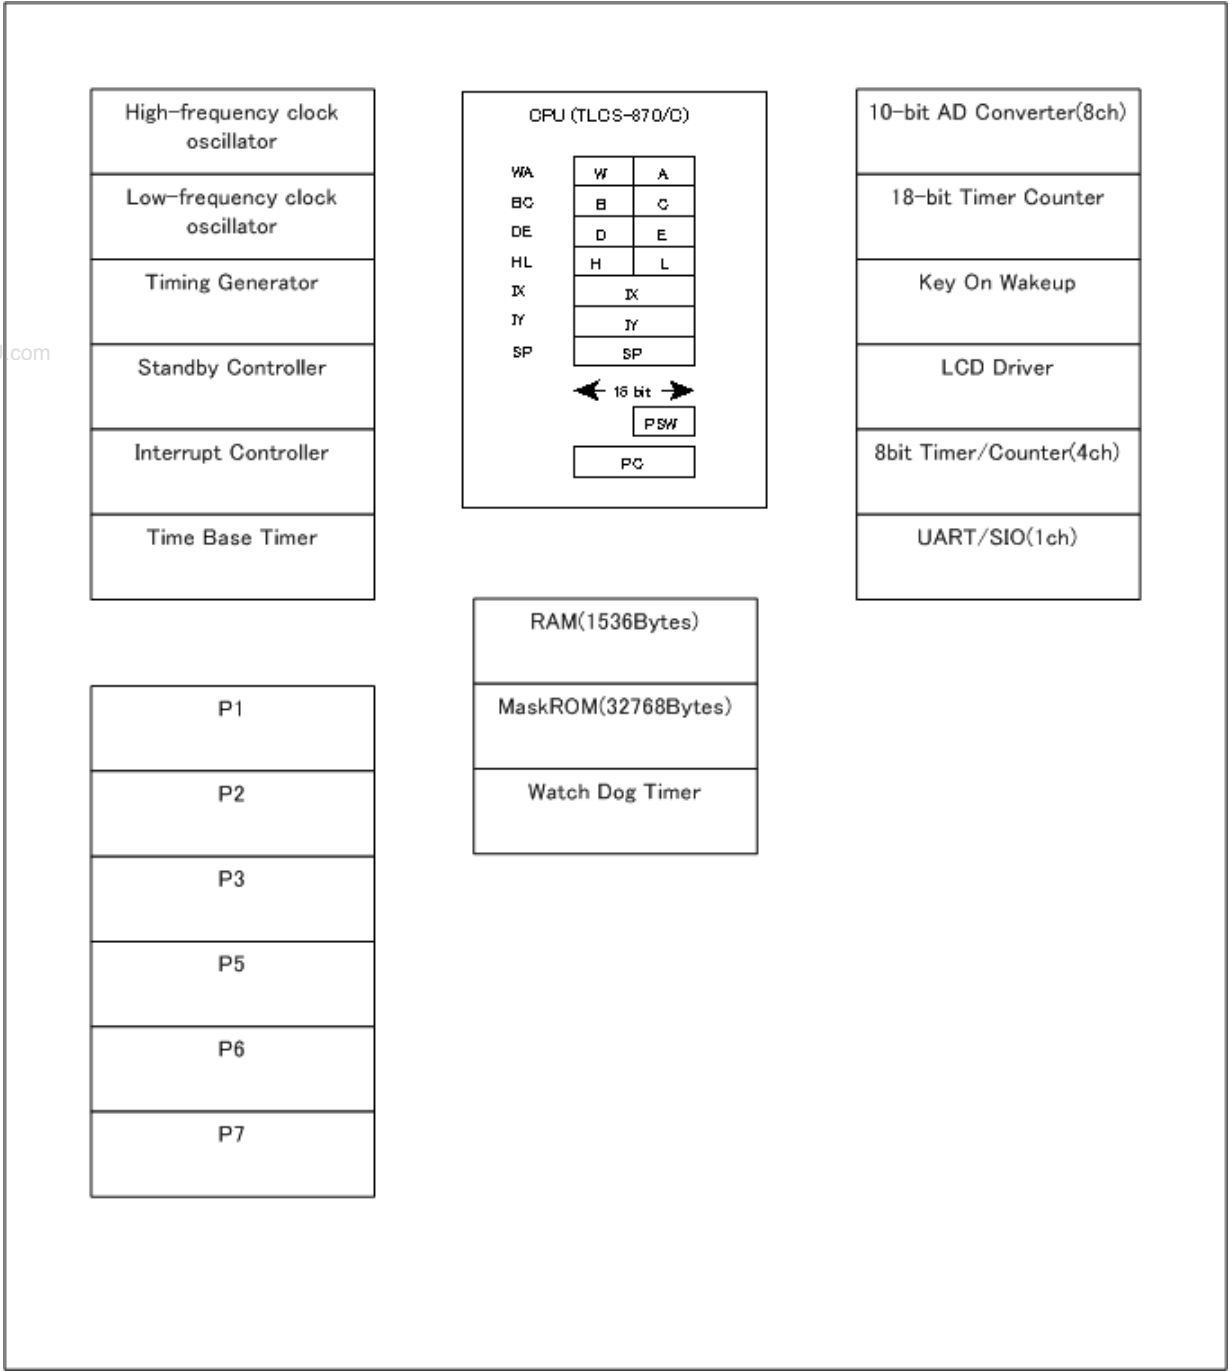 High-frequency clock
oscillator
Low-frequency clock
oscillator
Timing Generator
Standby Controller
Interrupt Controller
Time Base Timer
CPU (TLCS-870/C)
WA W A
BC B C
DE D E
HL H L
IX IX
IY IY
SP SP
16 bit
PSW
PC
10-bit AD Converter(8ch)
18-bit Timer Counter
Key On Wakeup
LCD Driver
8bit Timer/Counter(4ch)
UART/SIO(1ch)
RAM(1536Bytes)
MaskROM(32768Bytes)
Watch Dog Timer
P1
P2
P3
P5
P6
P7
.com